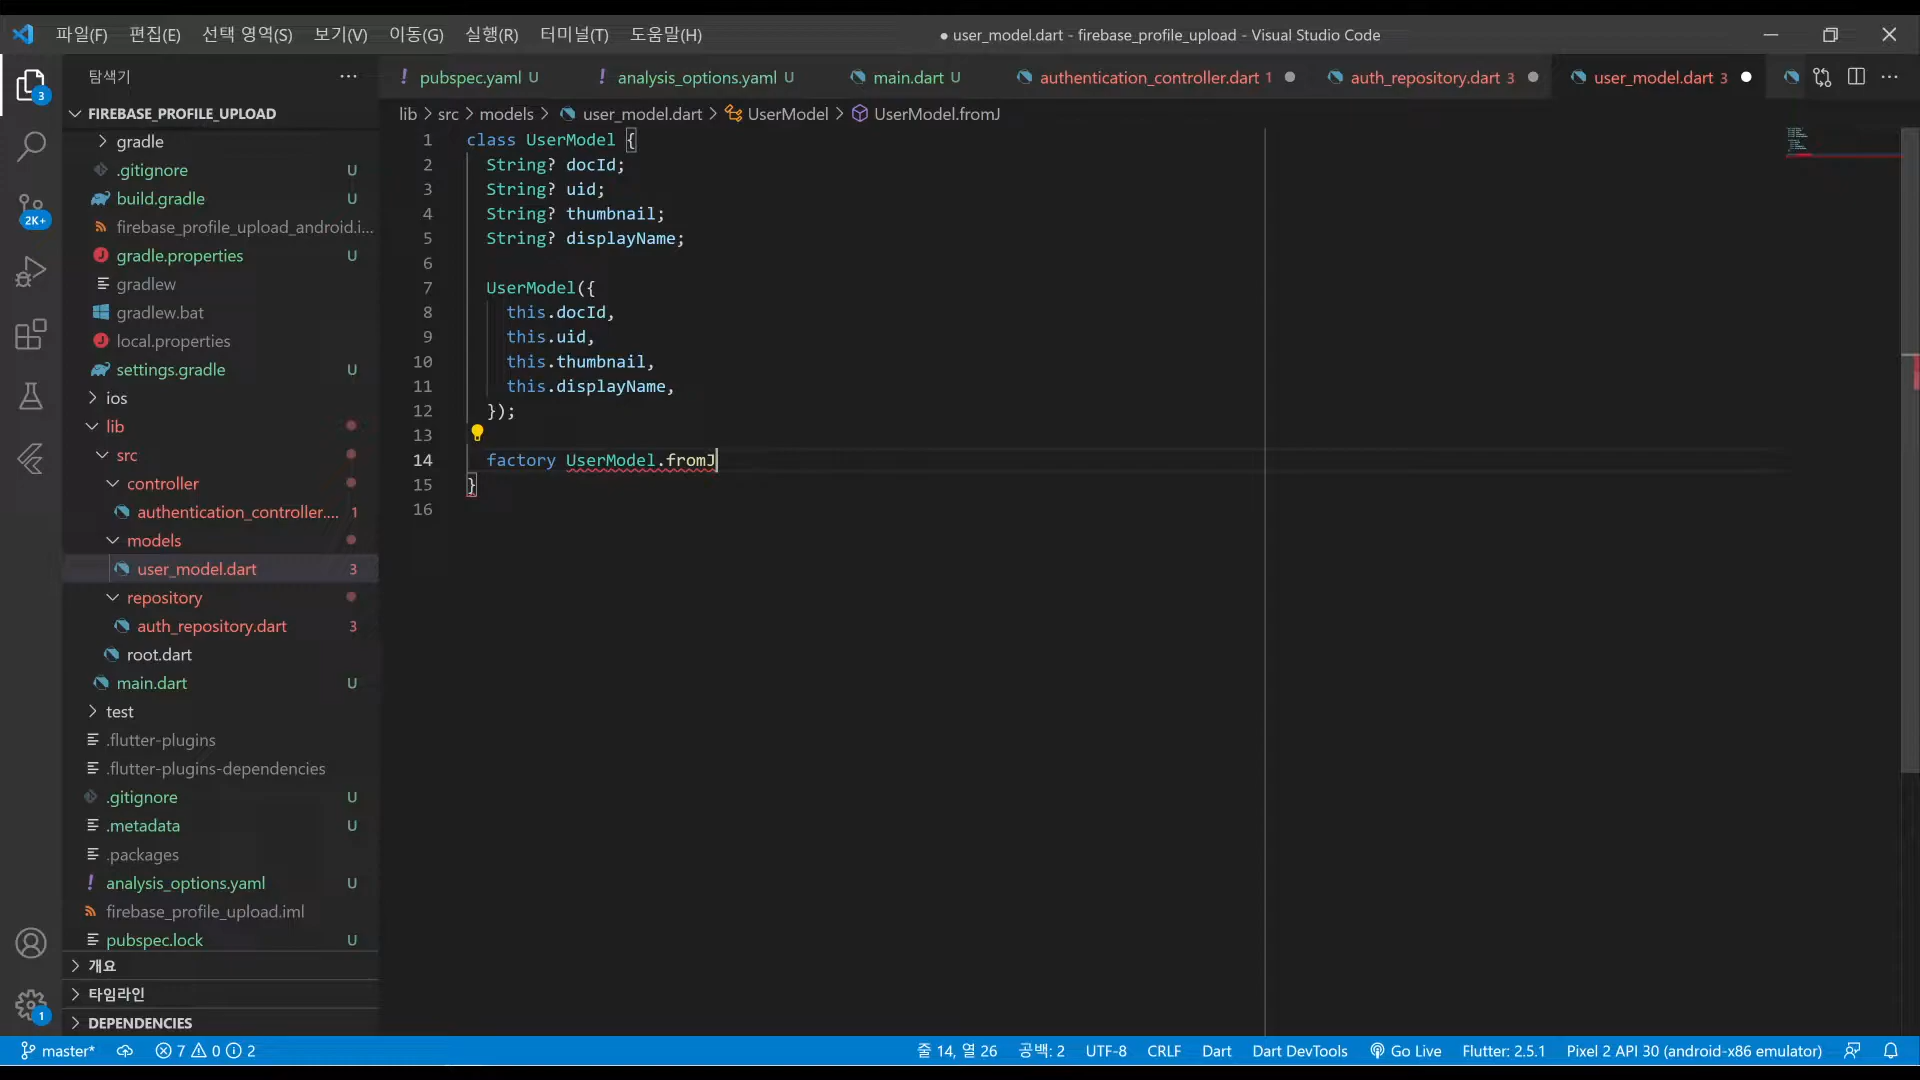 파일(F) 편집(E) 선택 영역(S) 보기(V) 이동(G) 실행(R) 터미널(T) 도움말(H)
● user_model.dart - firebase_profile_upload - Visual Studio Code
탐색기 ···
! pubspec.yaml U
! analysis_options.yaml U
main.dart U
authentication_controller.dart 1
auth_repository.dart 3
user_model.dart 3
3
2K+
1
FIREBASE_PROFILE_UPLOAD
gradle
.gitignore U
build.gradle U
firebase_profile_upload_android.i...
gradle.properties U
gradlew
gradlew.bat
local.properties
settings.gradle U
ios
lib
src
controller
authentication_controller.... 1
models
user_model.dart 3
repository
auth_repository.dart 3
root.dart
main.dart U
test
.flutter-plugins
.flutter-plugins-dependencies
.gitignore U
.metadata U
.packages
! analysis_options.yaml U
firebase_profile_upload.iml
pubspec.lock U
개요
타임라인
DEPENDENCIES
lib > src > models > user_model.dart > UserModel > UserModel.fromJ
1 class UserModel {
2 String? docId;
3 String? uid;
4 String? thumbnail;
5 String? displayName;
6
7 UserModel({
8 this.docId,
9 this.uid,
10 this.thumbnail,
11 this.displayName,
12 });
13
14 factory UserModel.fromJ
15 }
16
master* 7 0 2
줄 14, 열 26 공백: 2 UTF-8 CRLF Dart Dart DevTools Go Live Flutter: 2.5.1 Pixel 2 API 30 (android-x86 emulator)